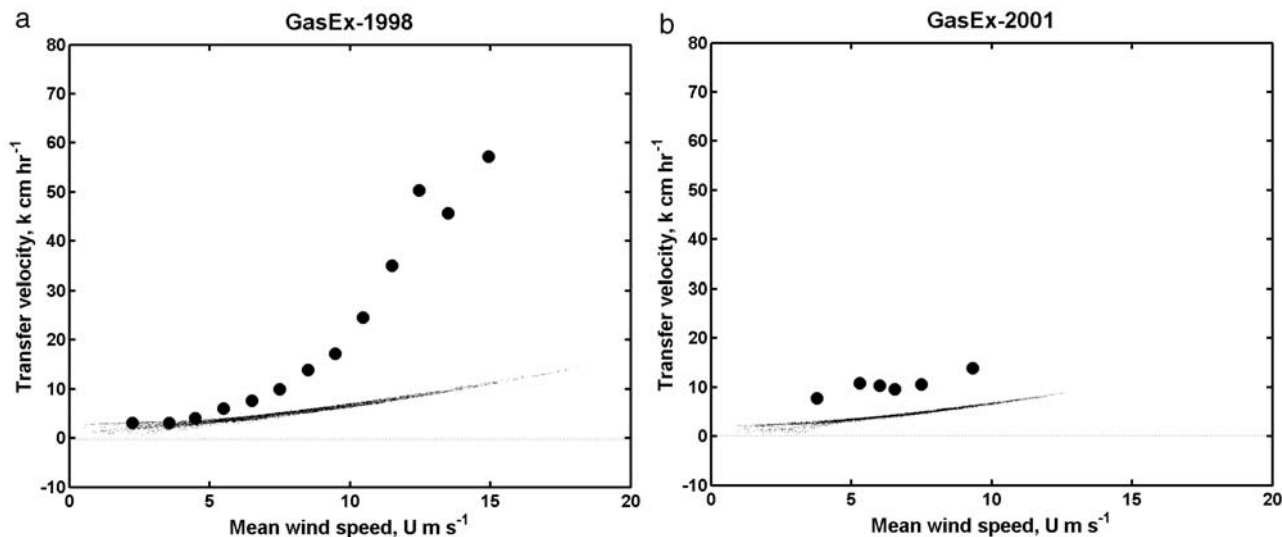 a
GasEx-1998
80
70
60
50
40
30
20
10
0
-10
Transfer velocity, k cm hr⁻¹
0 5 10 15 20
Mean wind speed, U m s⁻¹
b
GasEx-2001
80
70
60
50
40
30
20
10
0
-10
Transfer velocity, k cm hr⁻¹
0 5 10 15 20
Mean wind speed, U m s⁻¹